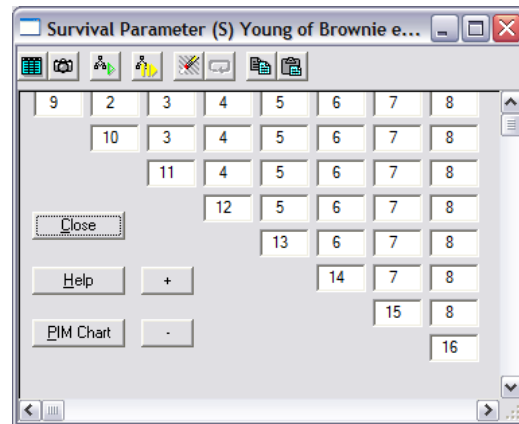 Survival Parameter (S) Young of Brownie e...
9 2 3 4 5 6 7 8
10 3 4 5 6 7 8
11 4 5 6 7 8
12 5 6 7 8
Close
13 6 7 8
Help + 14 7 8
15 8
PIM Chart -
16